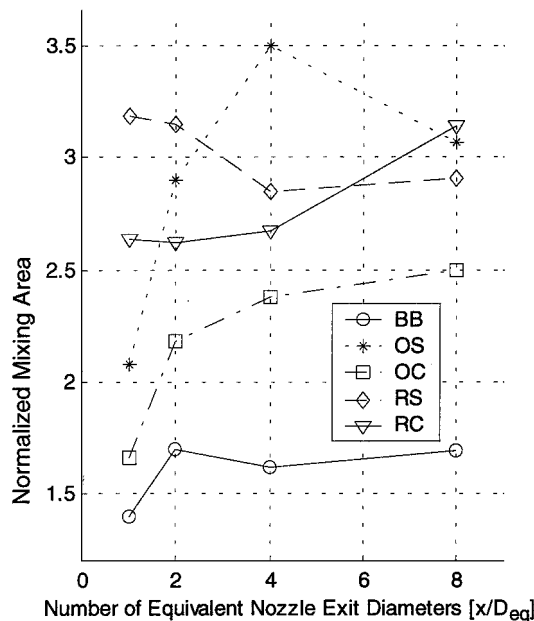 3.5
3
2.5
2
1.5
Normalized Mixing Area
BB
OS
OC
RS
RC
0 2 4 6 8
Number of Equivalent Nozzle Exit Diameters [x/Deq]